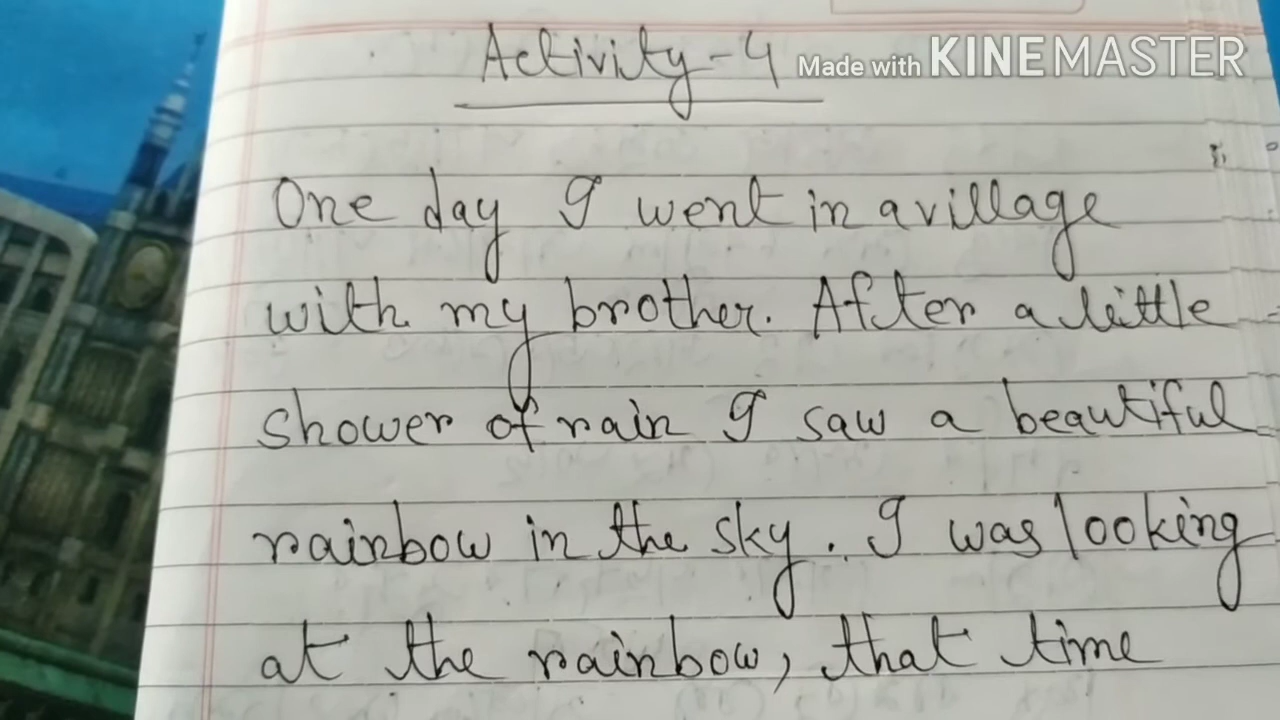 Activity-4
Made with KINEMASTER
One day I went in a village
with my brother. After a little
shower of rain I saw a beautiful
rainbow in the sky. I was looking
at the rainbow, that time